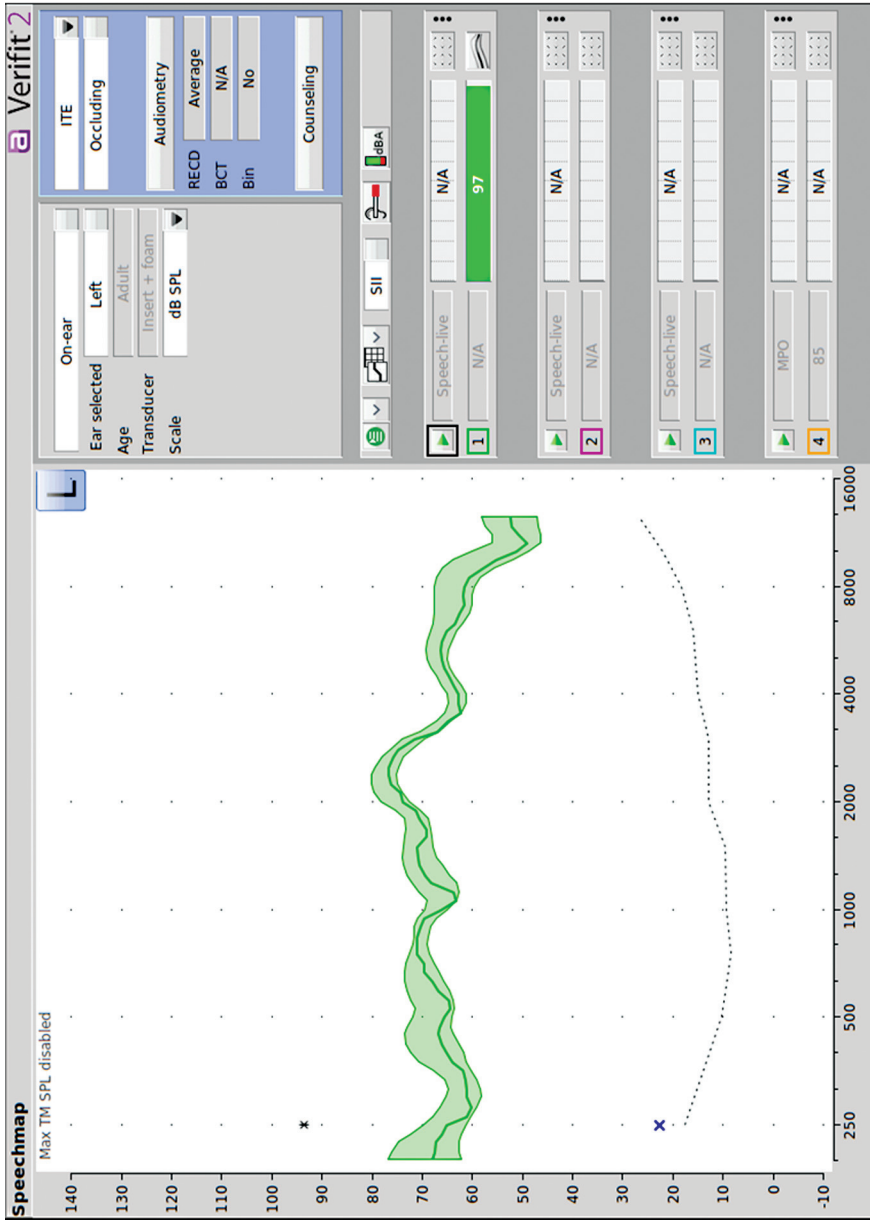 Speechmap
a Verifit 2
Max TM SPL disabled
L
140
130
120
110
100
90
80
70
60
50
40
30
20
10
0
-10
250
500
1000
2000
4000
8000
16000
On-ear
Ear selected Left
Age Adult
Transducer Insert + foam
Scale dB SPL
ITE
Occluding
Audiometry
RECD Average
BCT N/A
Bin No
Counseling
SII
dBA
Speech-live N/A
1 N/A 97
Speech-live N/A
2 N/A
Speech-live N/A
3 N/A
MPO N/A
4 85 N/A